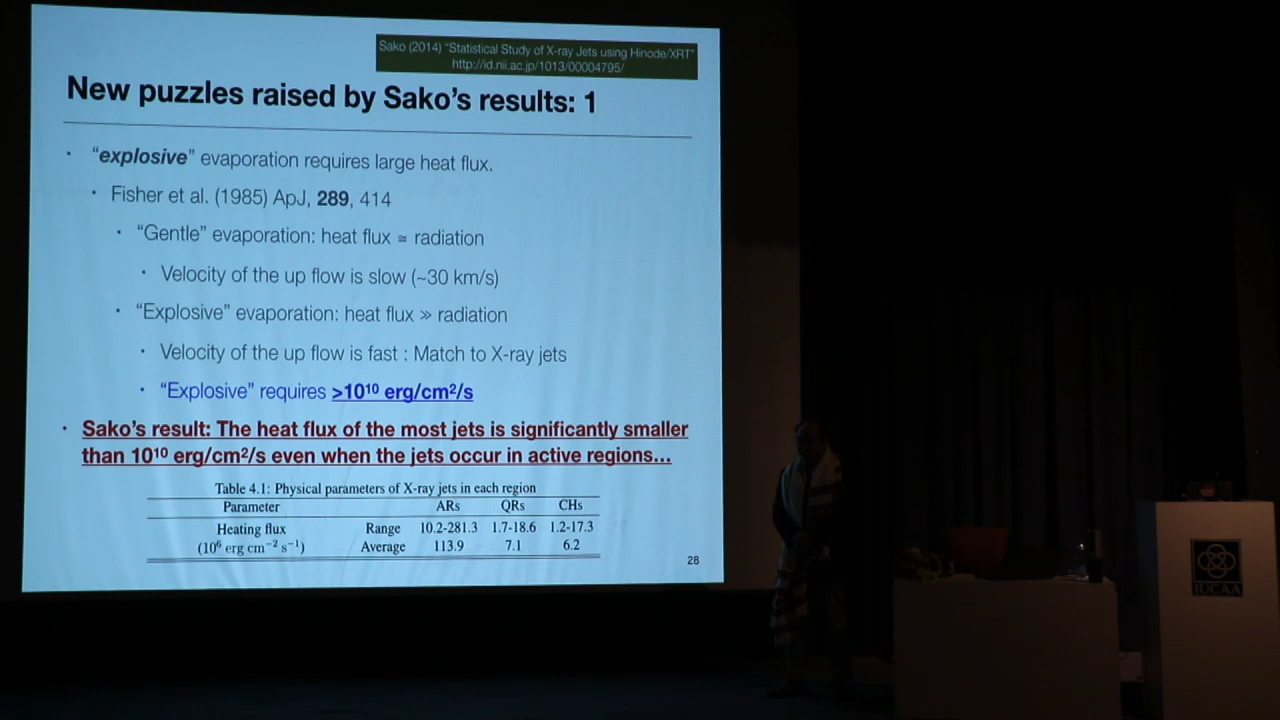 Sako (2014) “Statistical Study of X-ray Jets using Hinode/XRT”
http://id.nii.ac.jp/1013/00004795/
New puzzles raised by Sako’s results: 1
· “explosive” evaporation requires large heat flux.
· Fisher et al. (1985) ApJ, 289, 414
· “Gentle” evaporation: heat flux ≃ radiation
· Velocity of the up flow is slow (~30 km/s)
· “Explosive” evaporation: heat flux ≫ radiation
· Velocity of the up flow is fast : Match to X-ray jets
· “Explosive” requires >10¹⁰ erg/cm²/s
· Sako’s result: The heat flux of the most jets is significantly smaller
than 10¹⁰ erg/cm²/s even when the jets occur in active regions…
Table 4.1: Physical parameters of X-ray jets in each region
Parameter ARs QRs CHs
Heating flux Range 10.2-281.3 1.7-18.6 1.2-17.3
(10⁶ erg cm⁻² s⁻¹) Average 113.9 7.1 6.2
28
IUCAA